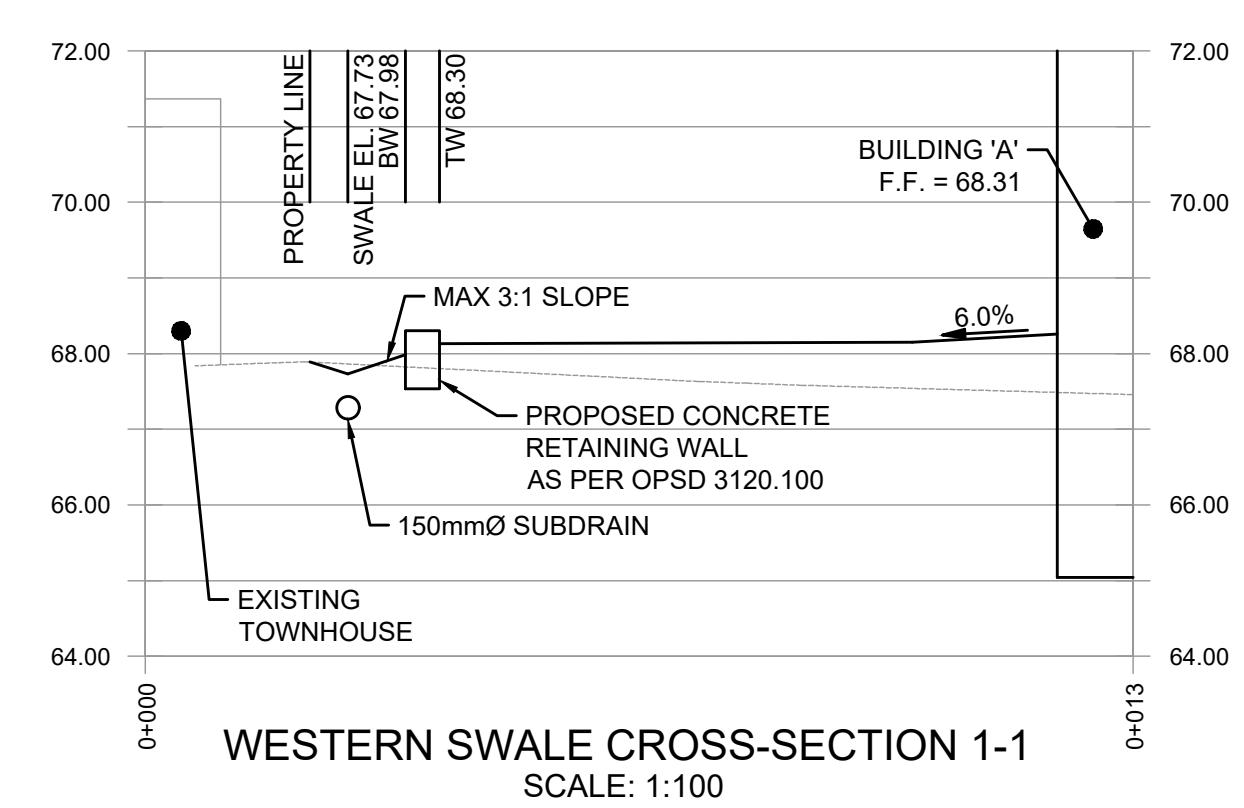 72.00
72.00
PROPERTY LINE
SWALE EL. 67.73
BW 67.98
TW 68.30
BUILDING 'A'
F.F. = 68.31
70.00
70.00
MAX 3:1 SLOPE
6.0%
68.00
68.00
PROPOSED CONCRETE
RETAINING WALL
AS PER OPSD 3120.100
66.00
66.00
150mmØ SUBDRAIN
EXISTING
TOWNHOUSE
64.00
64.00
0+000
0+013
WESTERN SWALE CROSS-SECTION 1-1
SCALE: 1:100